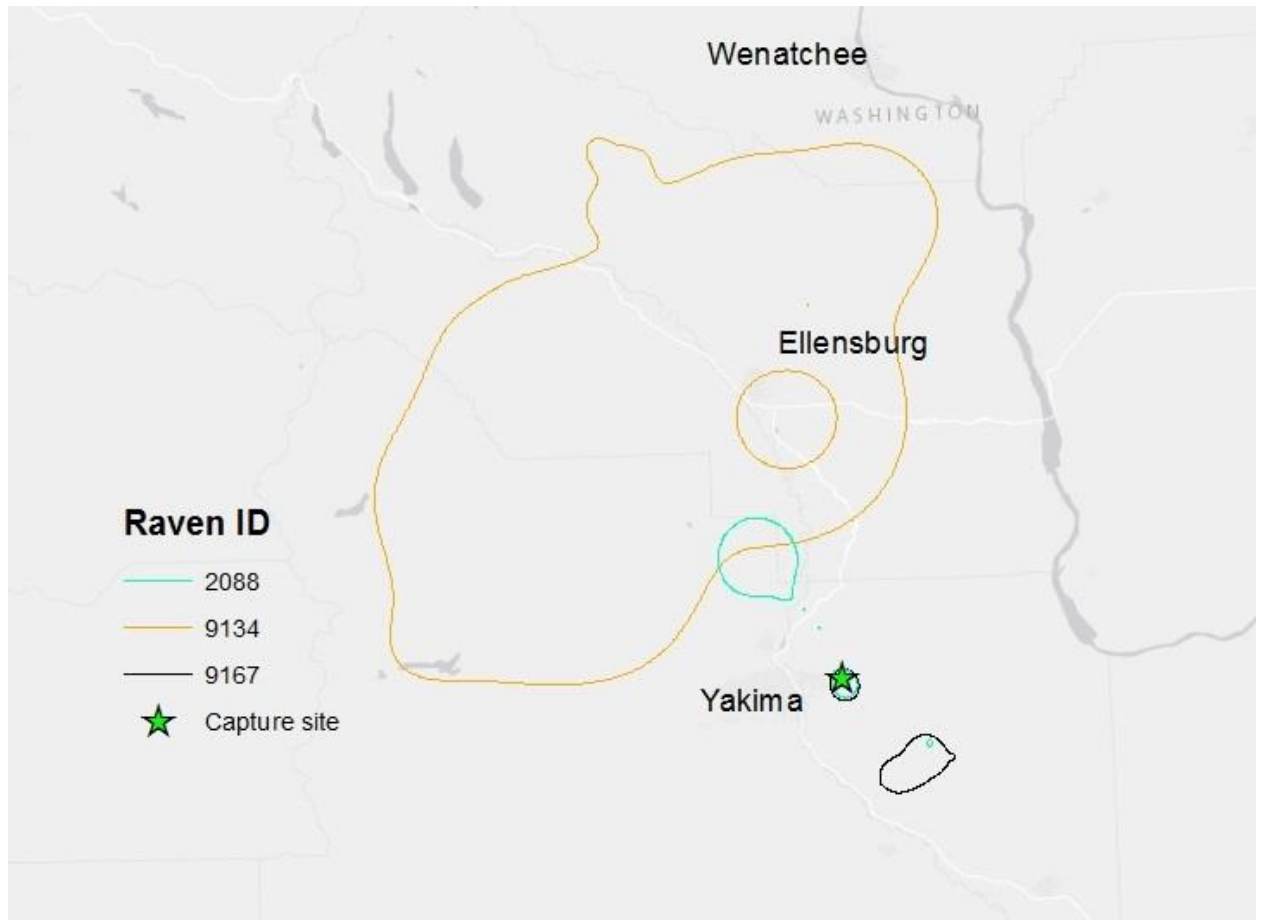 Wenatchee
WASHINGTON
Ellensburg
Raven ID
2088
9134
9167
Capture site
Yakima